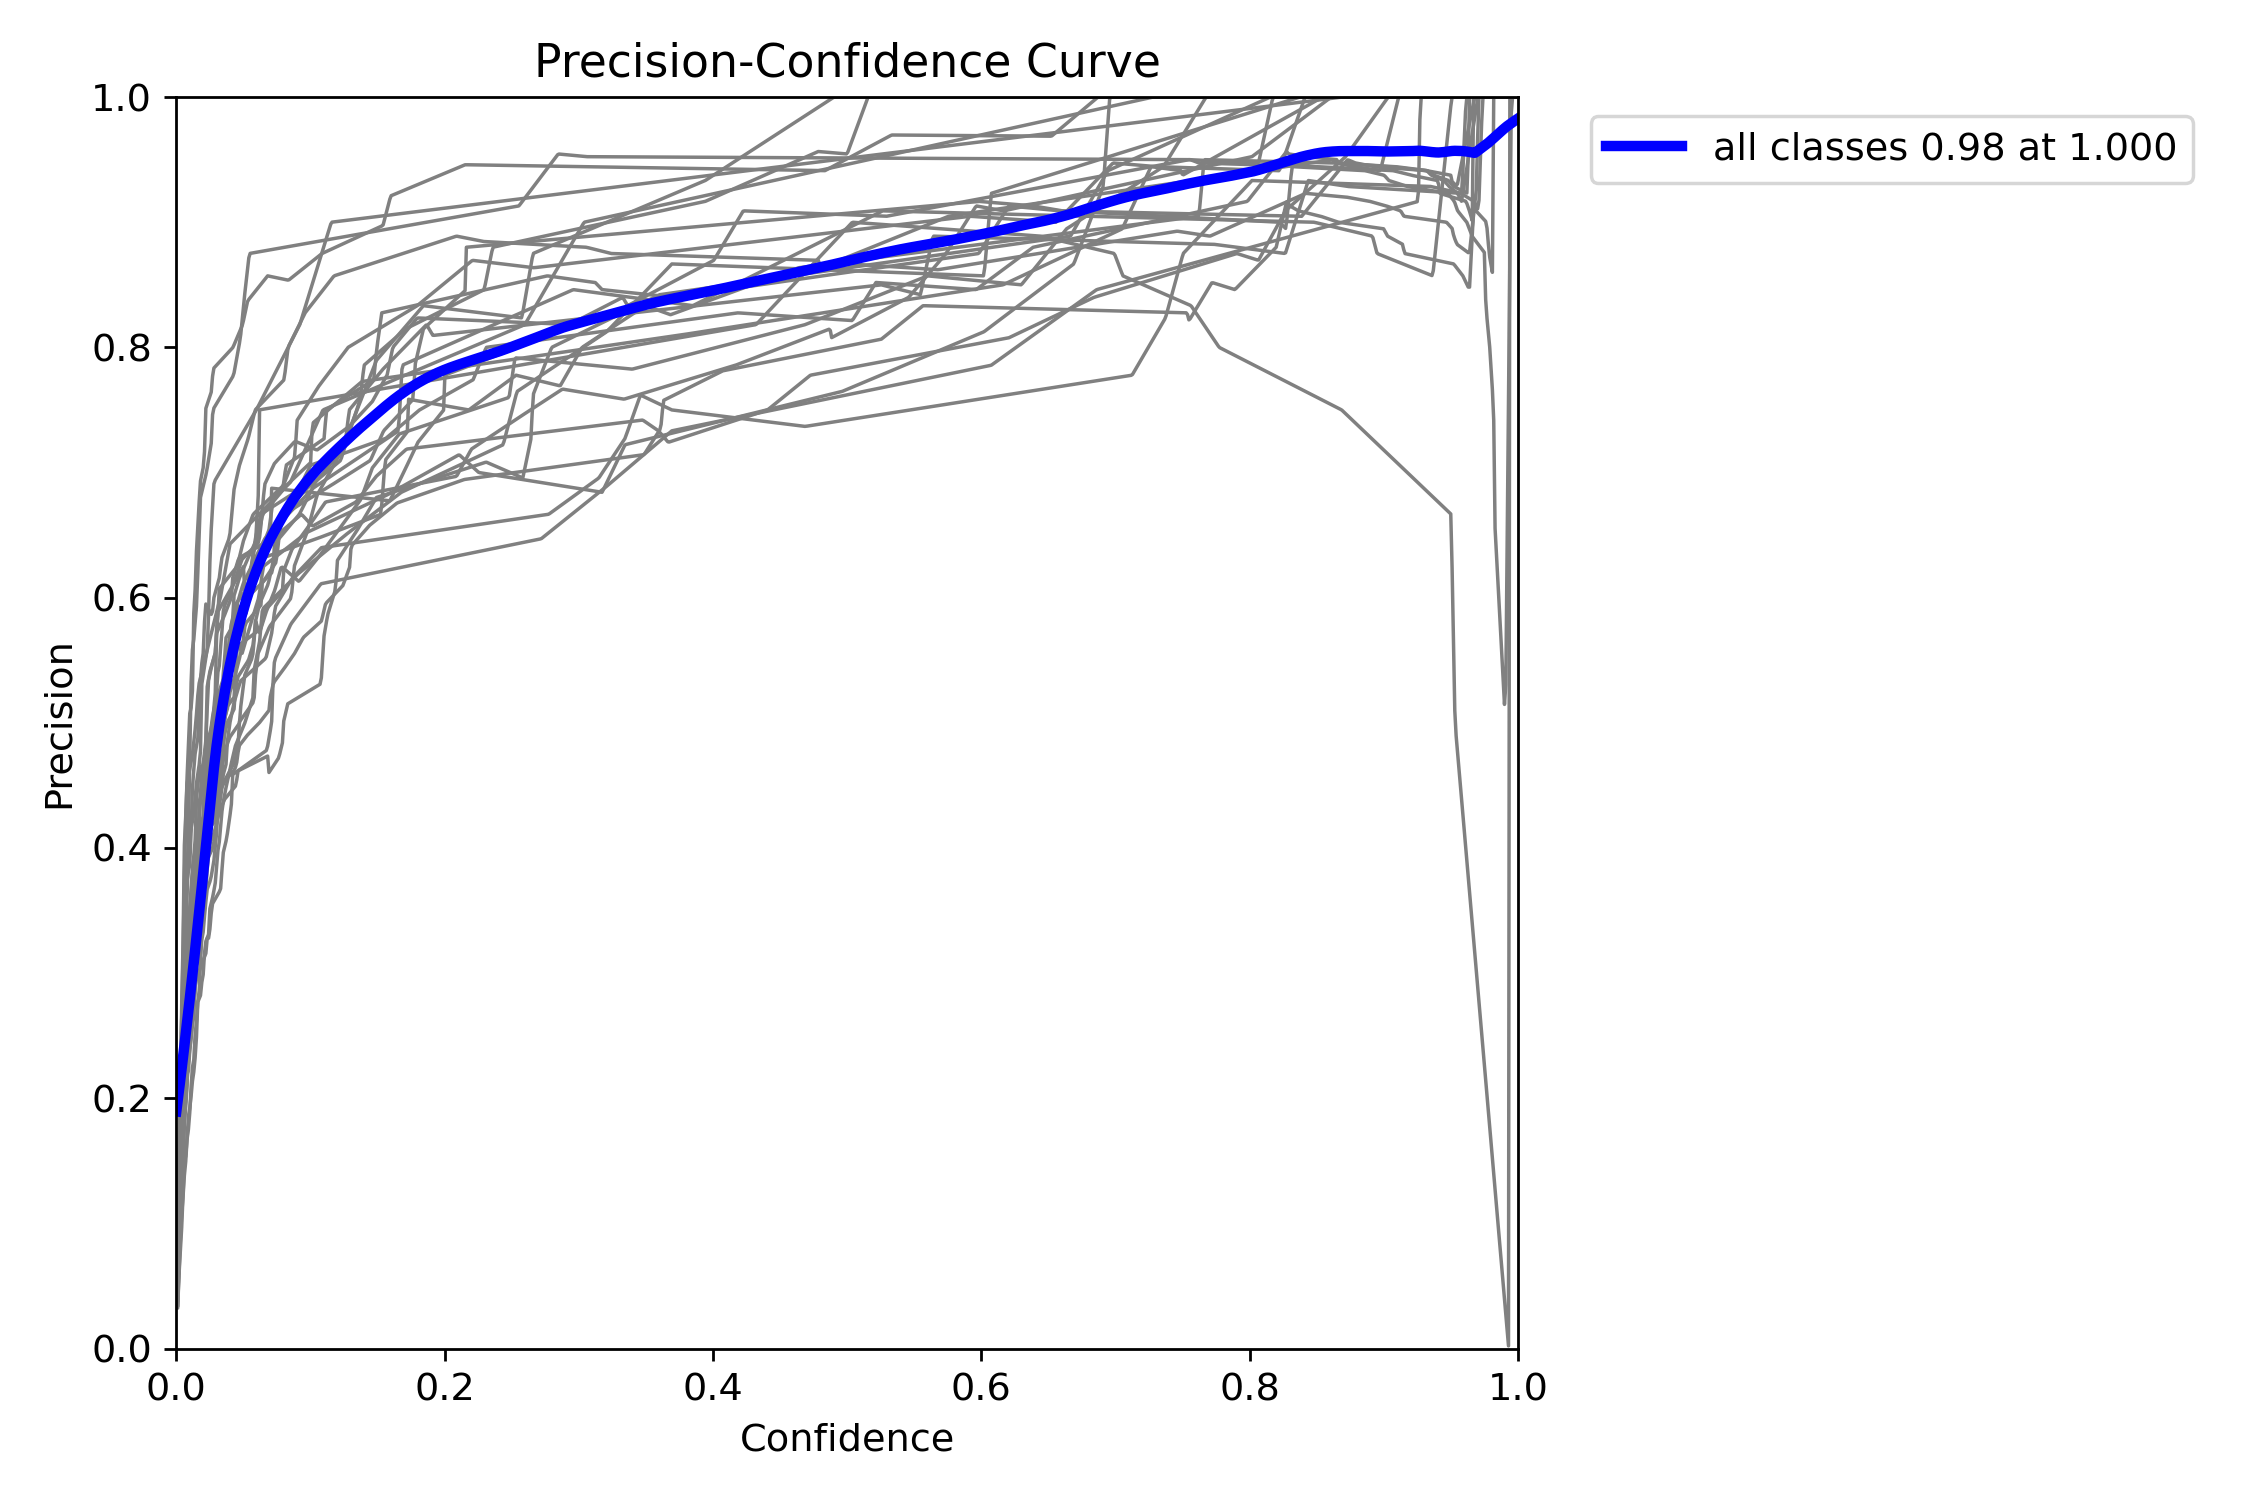 Precision-Confidence Curve
all classes 0.98 at 1.000
Precision
1.0
0.8
0.6
0.4
0.2
0.0
0.0 0.2 0.4 0.6 0.8 1.0
Confidence